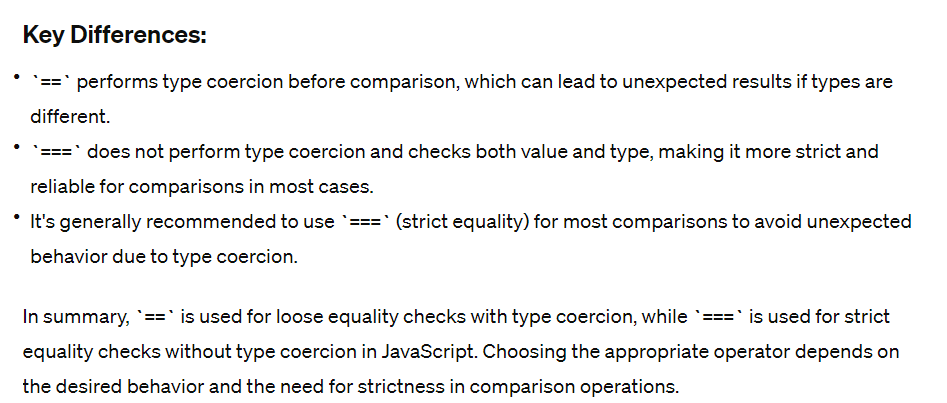 Key Differences:
• `==` performs type coercion before comparison, which can lead to unexpected results if types are
different.
• `===` does not perform type coercion and checks both value and type, making it more strict and
reliable for comparisons in most cases.
• It's generally recommended to use `===` (strict equality) for most comparisons to avoid unexpected
behavior due to type coercion.
In summary, `==` is used for loose equality checks with type coercion, while `===` is used for strict
equality checks without type coercion in JavaScript. Choosing the appropriate operator depends on
the desired behavior and the need for strictness in comparison operations.